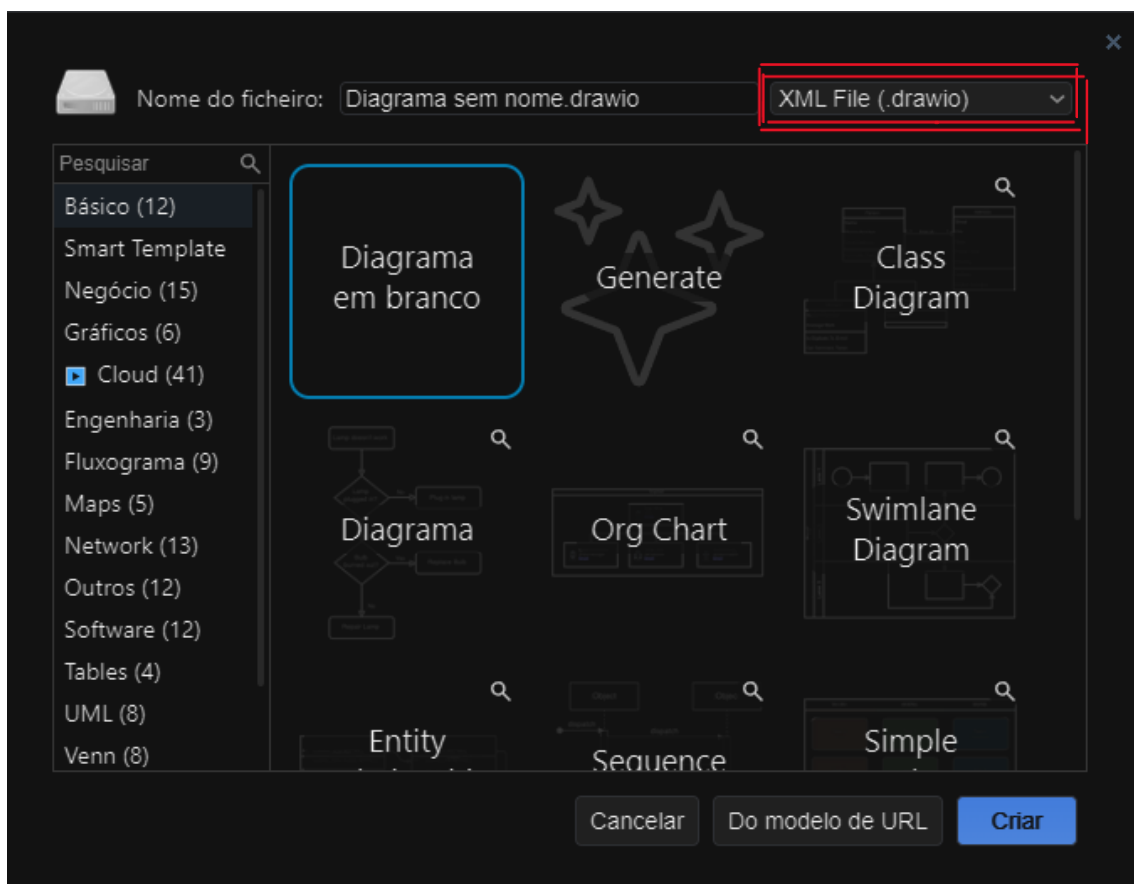 Nome do ficheiro:
Diagrama sem nome.drawio
XML File (.drawio)
Pesquisar
Básico (12)
Smart Template
Negócio (15)
Gráficos (6)
Cloud (41)
Engenharia (3)
Fluxograma (9)
Maps (5)
Network (13)
Outros (12)
Software (12)
Tables (4)
UML (8)
Venn (8)
Diagrama
em branco
Generate
Class
Diagram
Diagrama
Org Chart
Swimlane
Diagram
Entity
Sequence
Simple
Cancelar
Do modelo de URL
Criar